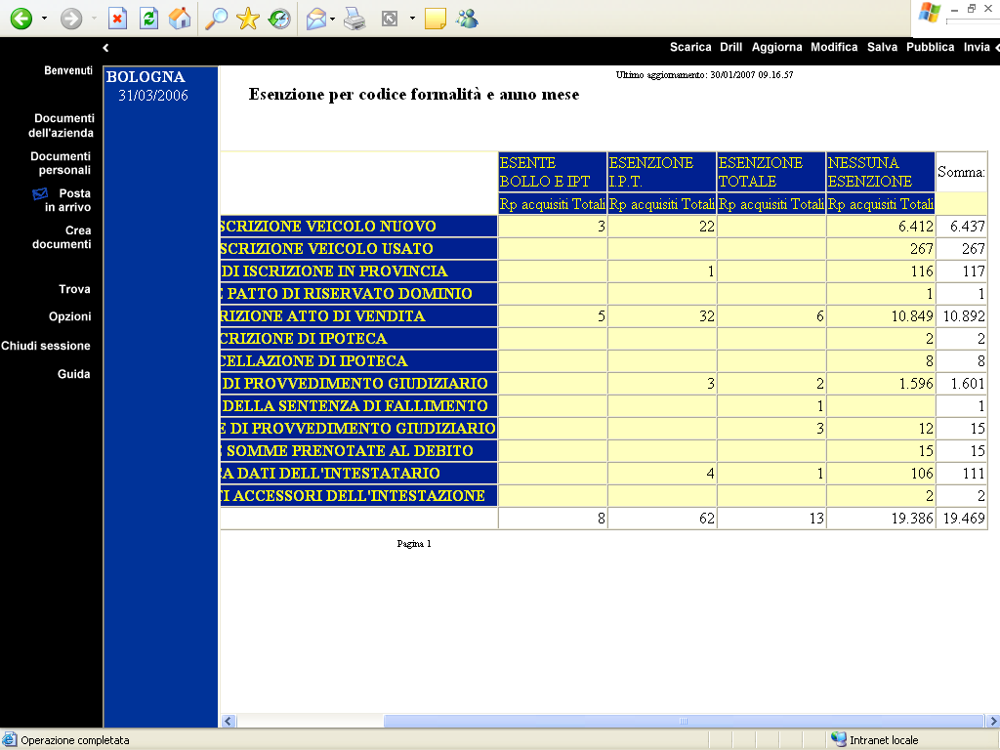 Scarica Drill Aggiorna Modifica Salva Pubblica Invia
Benvenuti
Documenti
dell'azienda
Documenti
personali
Posta
in arrivo
Crea
documenti
Trova
Opzioni
Chiudi sessione
Guida
BOLOGNA
31/03/2006
Ultimo aggiornamento: 30/01/2007 09.16.57
Esenzione per codice formalità e anno mese
ESENTE BOLLO E IPT ESENZIONE I.P.T. ESENZIONE TOTALE NESSUNA ESENZIONE Somma:
Rp acquisiti Totali Rp acquisiti Totali Rp acquisiti Totali Rp acquisiti Totali
SCRIZIONE VEICOLO NUOVO 3 22 6.412 6.437
SCRIZIONE VEICOLO USATO 267 267
DI ISCRIZIONE IN PROVINCIA 1 116 117
E PATTO DI RISERVATO DOMINIO 1 1
RIZIONE ATTO DI VENDITA 5 32 6 10.849 10.892
CRIZIONE DI IPOTECA 2 2
CELLAZIONE DI IPOTECA 8 8
DI PROVVEDIMENTO GIUDIZIARIO 3 2 1.596 1.601
DELLA SENTENZA DI FALLIMENTO 1 1
E DI PROVVEDIMENTO GIUDIZIARIO 3 12 15
SOMME PRENOTATE AL DEBITO 15 15
A DATI DELL'INTESTATARIO 4 1 106 111
I ACCESSORI DELL'INTESTAZIONE 2 2
8 62 13 19.386 19.469
Pagina 1
Operazione completata
Intranet locale